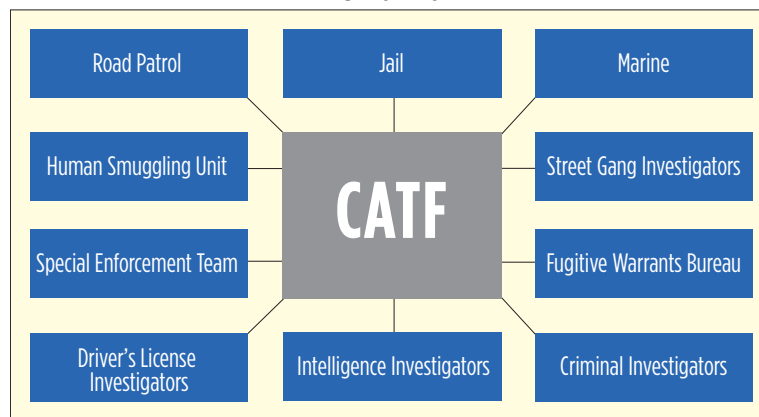 Road Patrol
Jail
Marine
Human Smuggling Unit
CATF
Street Gang Investigators
Special Enforcement Team
Fugitive Warrants Bureau
Driver’s License
Investigators
Intelligence Investigators
Criminal Investigators